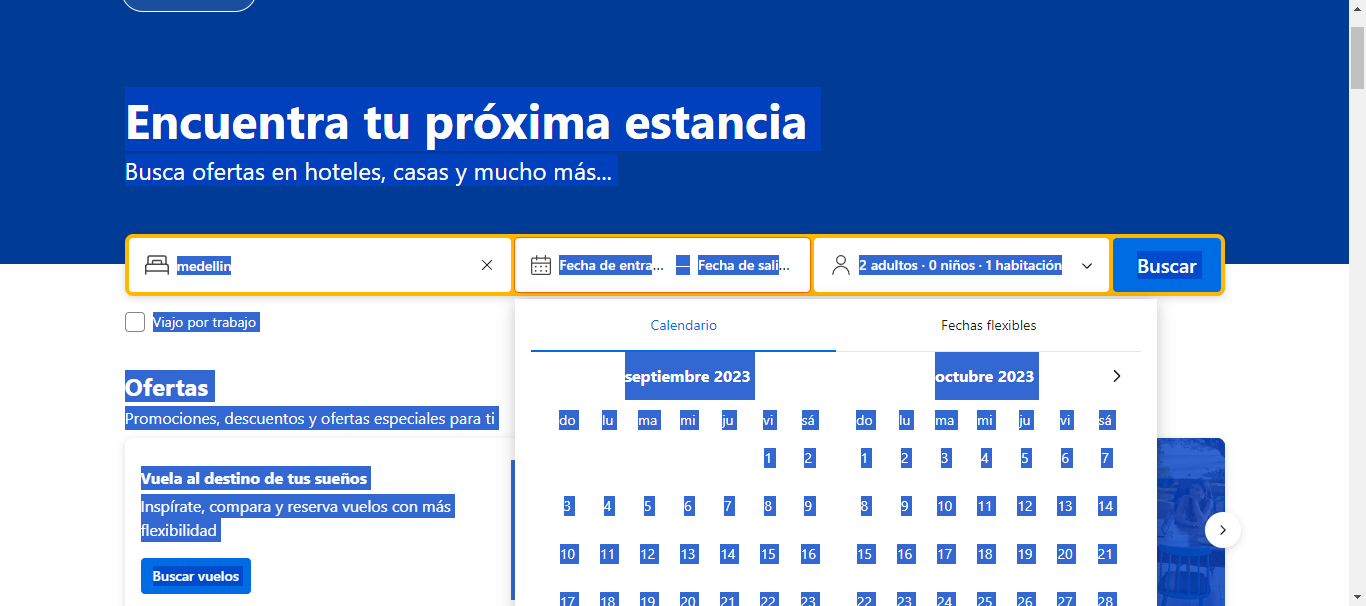 Encuentra tu próxima estancia
Busca ofertas en hoteles, casas y mucho más...
medellin
Fecha de entra... — Fecha de sali...
2 adultos · 0 niños · 1 habitación
Buscar
Viajo por trabajo
Calendario
Fechas flexibles
septiembre 2023
do lu ma mi ju vi sá
1 2
3 4 5 6 7 8 9
10 11 12 13 14 15 16
17 18 19 20 21 22 23
octubre 2023
do lu ma mi ju vi sá
1 2 3 4 5 6 7
8 9 10 11 12 13 14
15 16 17 18 19 20 21
22 23 24 25 26 27 28
Ofertas
Promociones, descuentos y ofertas especiales para ti
Vuela al destino de tus sueños
Inspírate, compara y reserva vuelos con más
flexibilidad
Buscar vuelos